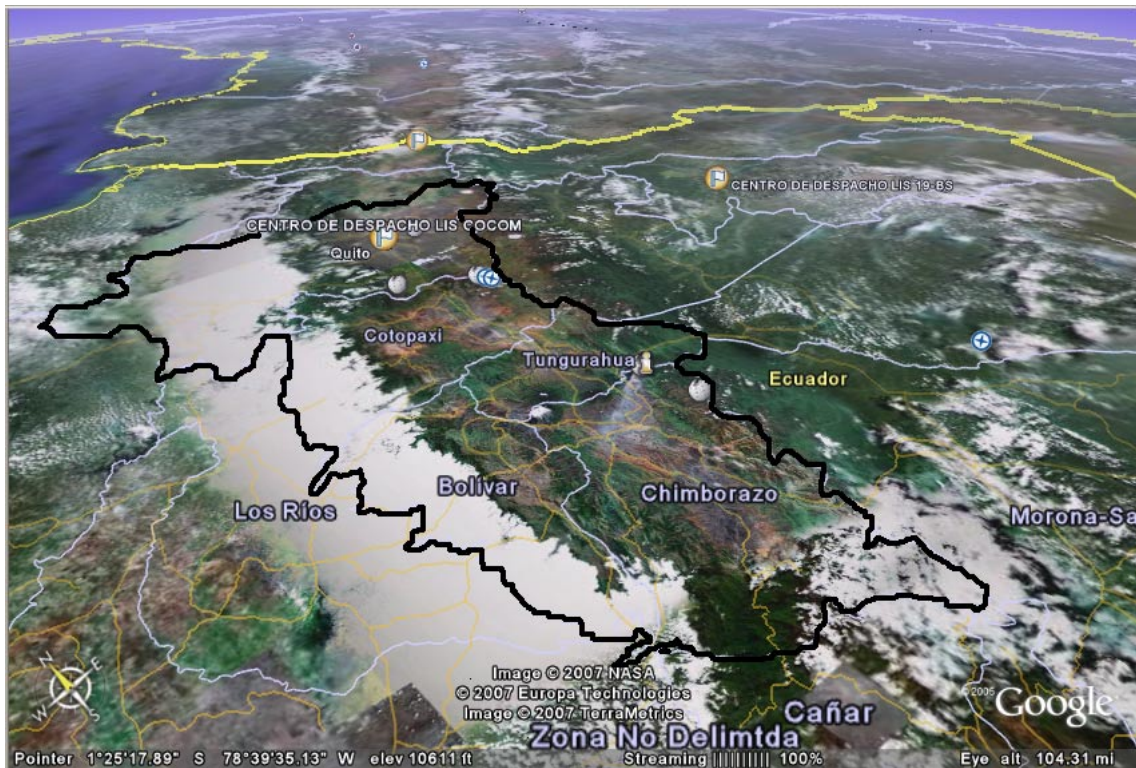 CENTRO DE DESPACHO LIS 19-BS
CENTRO DE DESPACHO LIS COCOM
Quito
Cotopaxi
Tungurahua
Ecuador
Bolívar
Chimborazo
Los Ríos
Morona-Sa
N
E
W
S
Image © 2007 NASA
© 2007 Europa Technologies
Image © 2007 TerraMetrics
© 2006 Google
Cañar
Zona No Delimtda
Pointer 1°25'17.89" S 78°39'35.13" W elev 10611 ft Streaming |||||||||| 100% Eye alt 104.31 mi